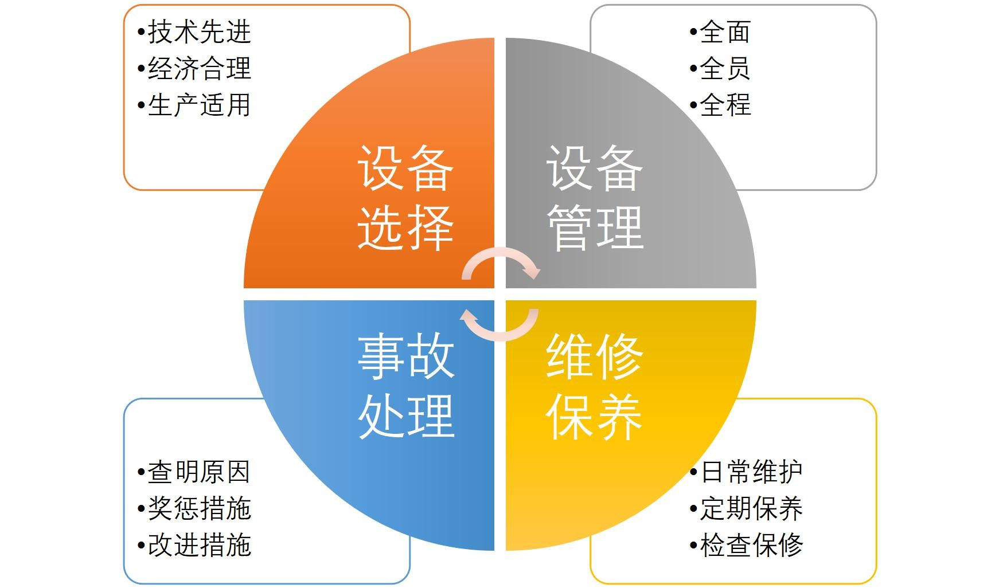 •技术先进
•经济合理
•生产适用
•全面
•全员
•全程
设备
选择
设备
管理
事故
处理
维修
保养
•查明原因
•奖惩措施
•改进措施
•日常维护
•定期保养
•检查保修